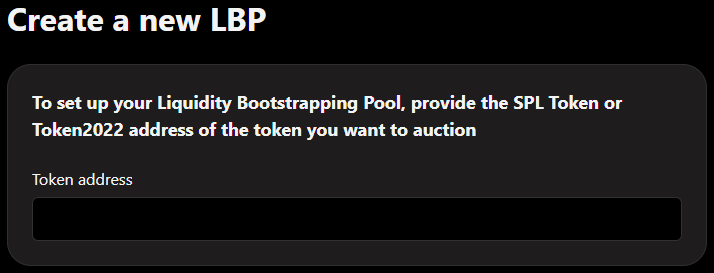 Create a new LBP
To set up your Liquidity Bootstrapping Pool, provide the SPL Token or
Token2022 address of the token you want to auction
Token address